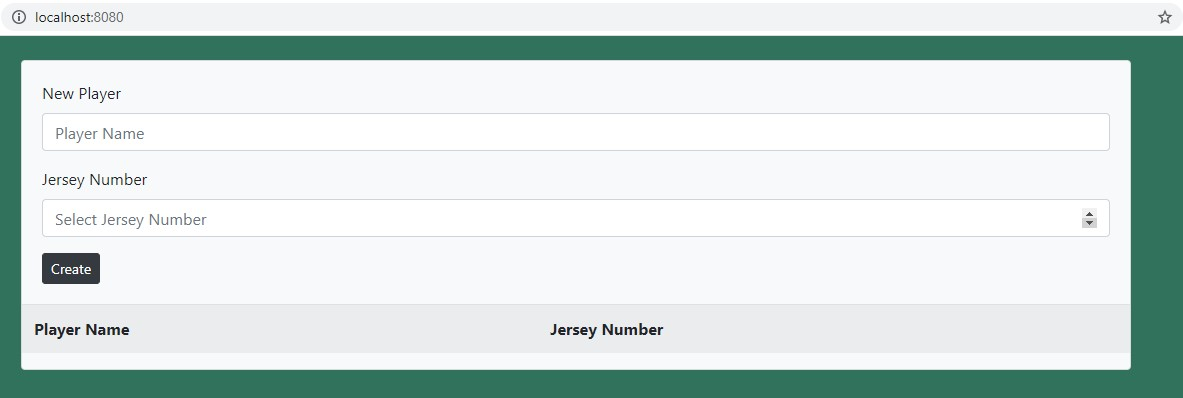 localhost:8080
New Player
Player Name
Jersey Number
Select Jersey Number
Create
Player Name Jersey Number